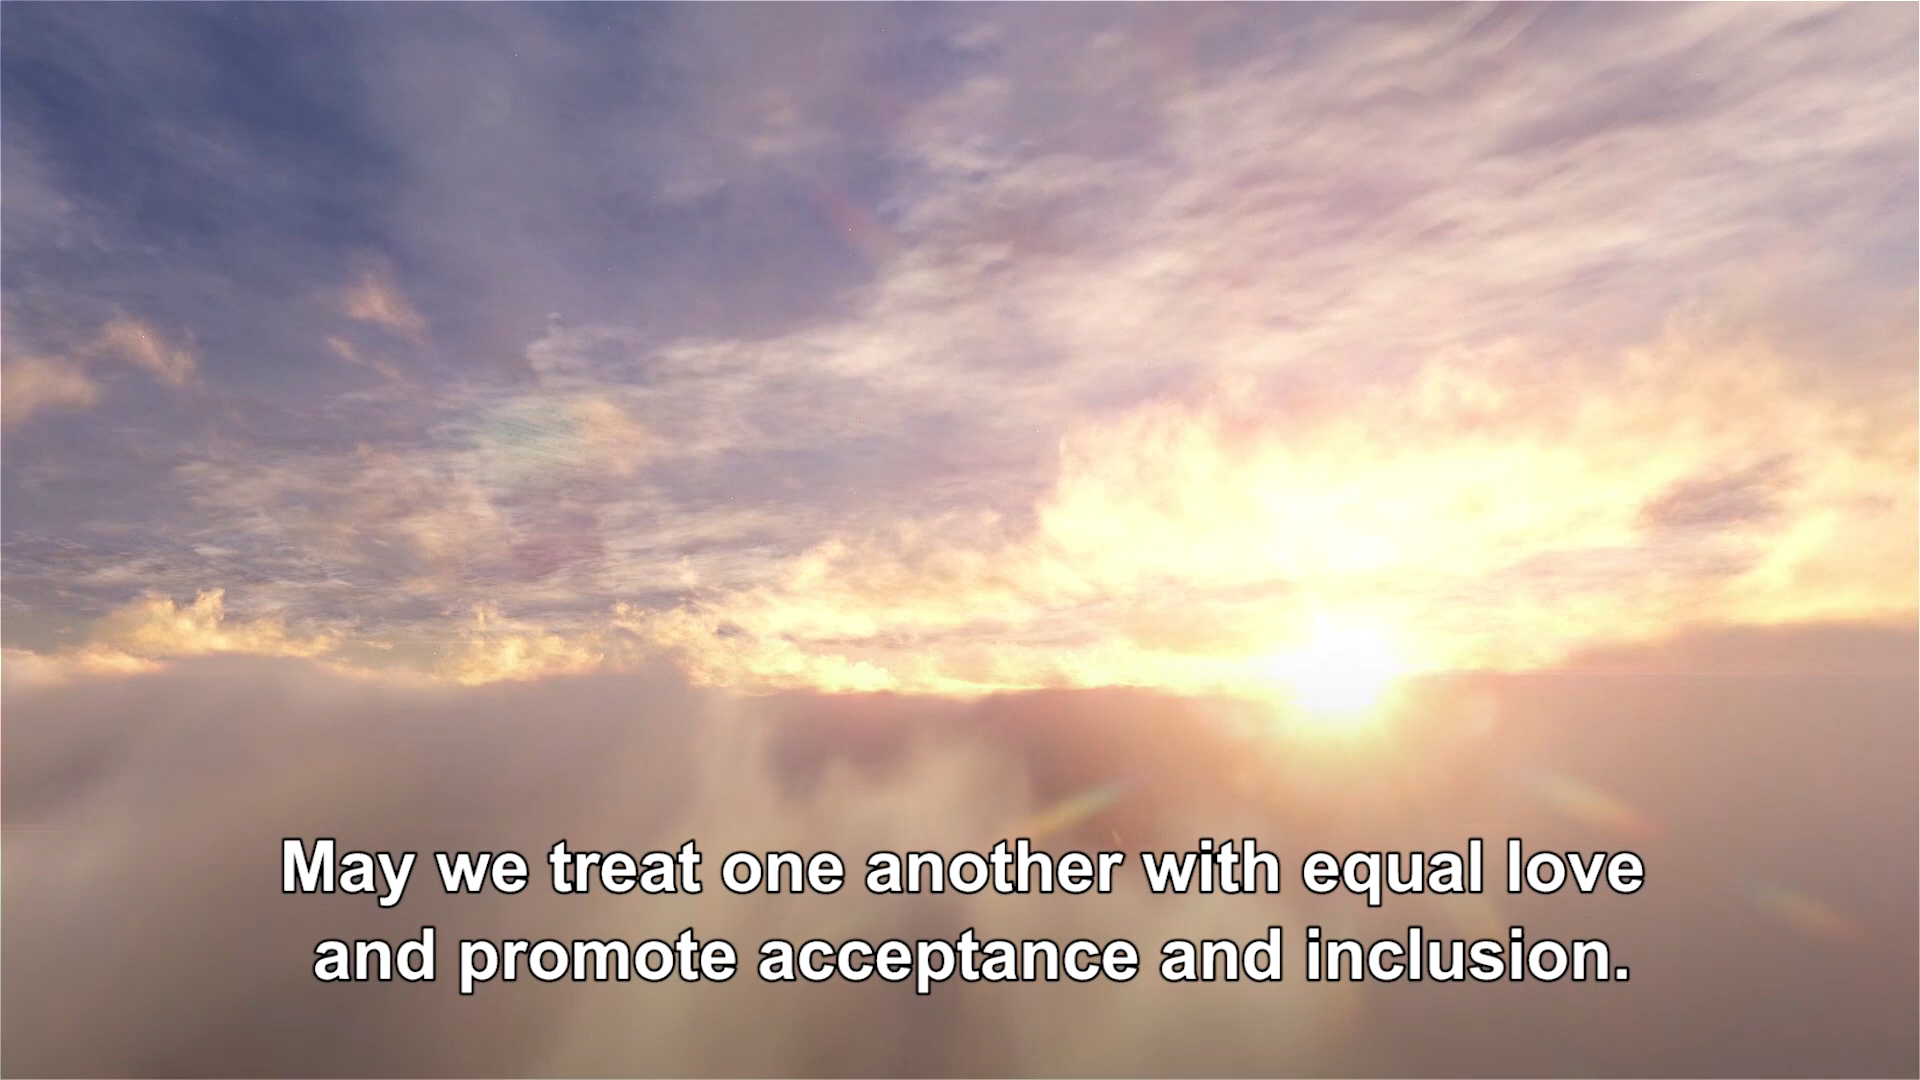 May we treat one another with equal love
and promote acceptance and inclusion.